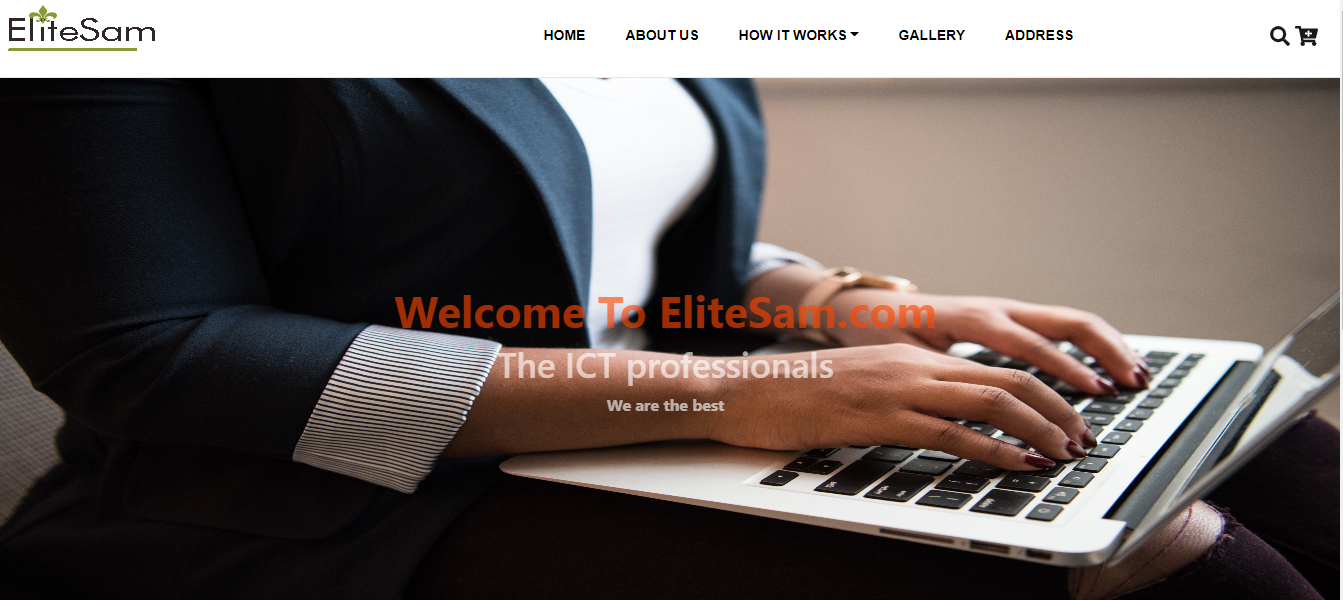 EliteSam
HOME ABOUT US HOW IT WORKS GALLERY ADDRESS
Welcome To EliteSam.com
The ICT professionals
We are the best